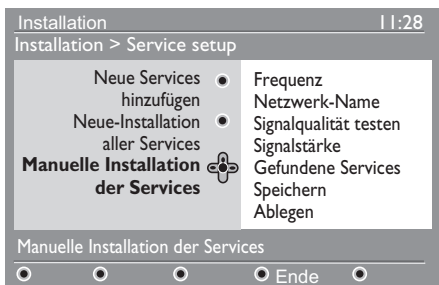 Installation 11:28
Installation > Service setup
Neue Services
hinzufügen
Neue-Installation
aller Services
Manuelle Installation
der Services
Frequenz
Netzwerk-Name
Signalqualität testen
Signalstärke
Gefundene Services
Speichern
Ablegen
Manuelle Installation der Services
Ende